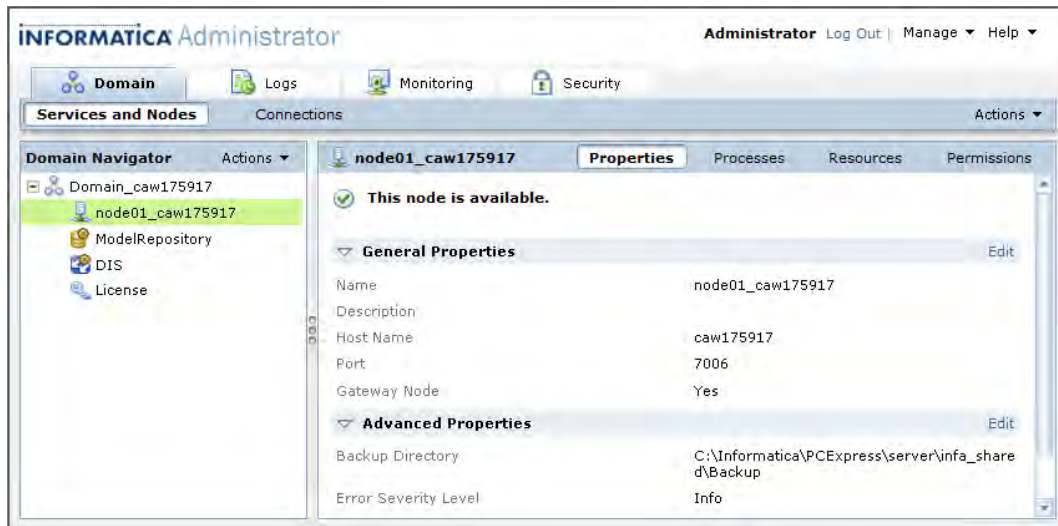 INFORMATICA Administrator
Administrator Log Out | Manage Help
Domain Logs Monitoring Security
Services and Nodes Connections Actions
Domain Navigator Actions
Domain_caw175917
node01_caw175917
ModelRepository
DIS
License
node01_caw175917 Properties Processes Resources Permissions
This node is available.
General Properties Edit
Name node01_caw175917
Description
Host Name caw175917
Port 7006
Gateway Node Yes
Advanced Properties Edit
Backup Directory C:\Informatica\PCExpress\server\infa_share
d\Backup
Error Severity Level Info